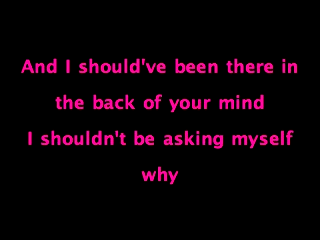 And I should've been there in
the back of your mind
I shouldn't be asking myself
why